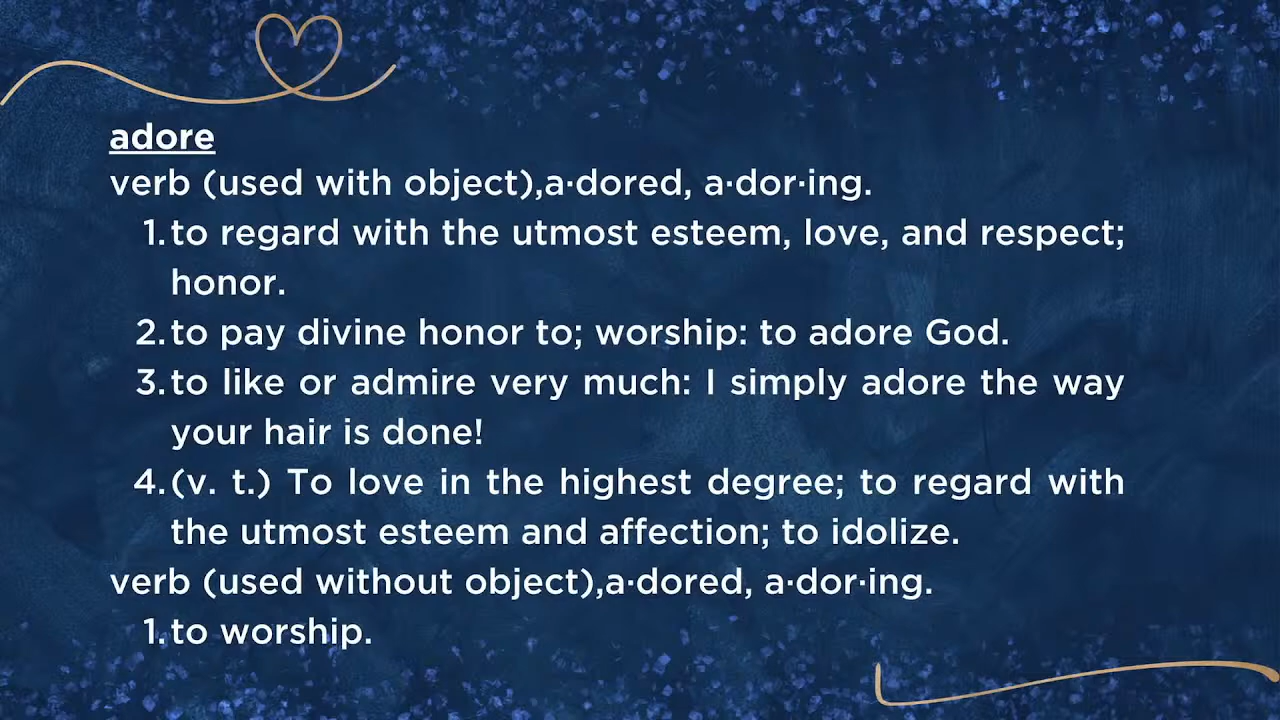 adore
verb (used with object),a·dored, a·dor·ing.
1. to regard with the utmost esteem, love, and respect;
honor.
2. to pay divine honor to; worship: to adore God.
3. to like or admire very much: I simply adore the way
your hair is done!
4. (v. t.) To love in the highest degree; to regard with
the utmost esteem and affection; to idolize.
verb (used without object),a·dored, a·dor·ing.
1. to worship.